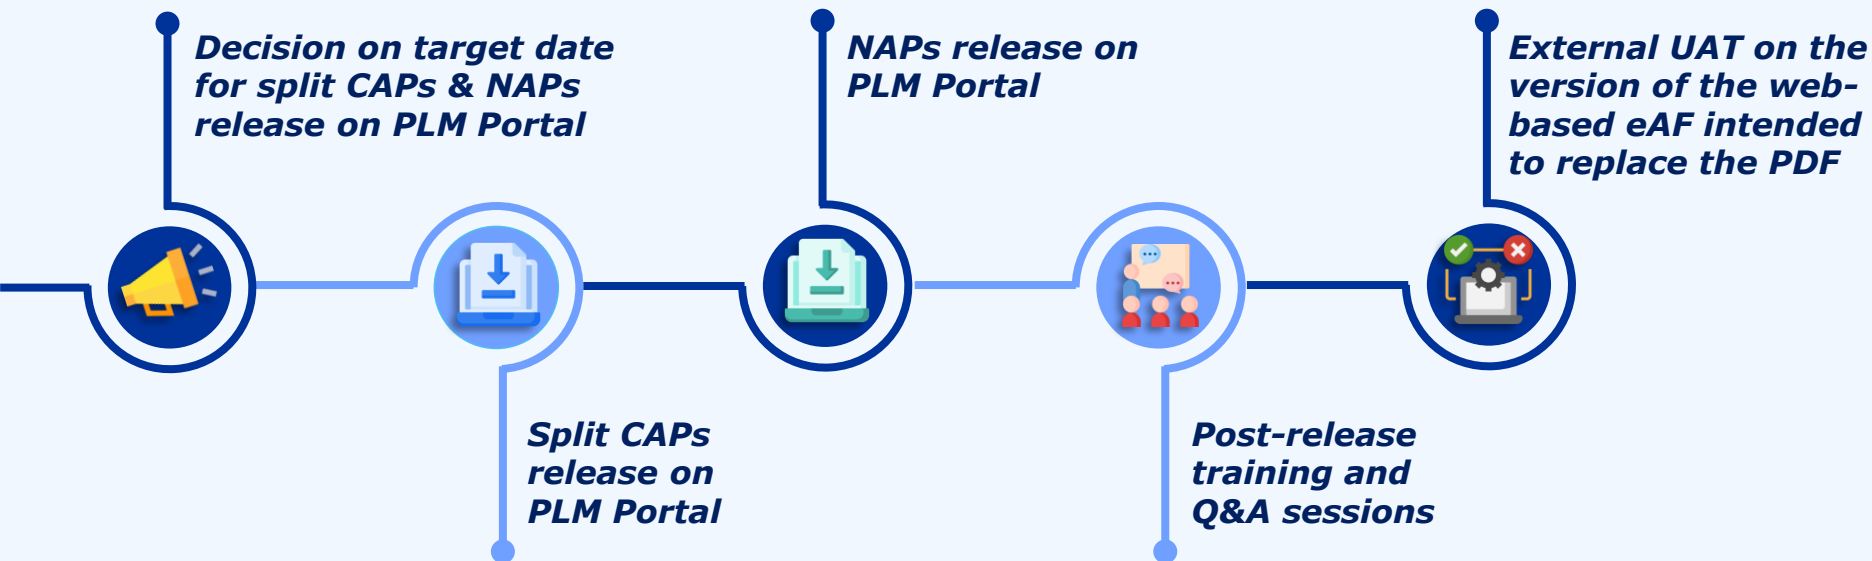 Decision on target date
for split CAPs & NAPs
release on PLM Portal
Split CAPs
release on
PLM Portal
NAPs release on
PLM Portal
Post-release
training and
Q&A sessions
External UAT on the
version of the web-
based eAF intended
to replace the PDF